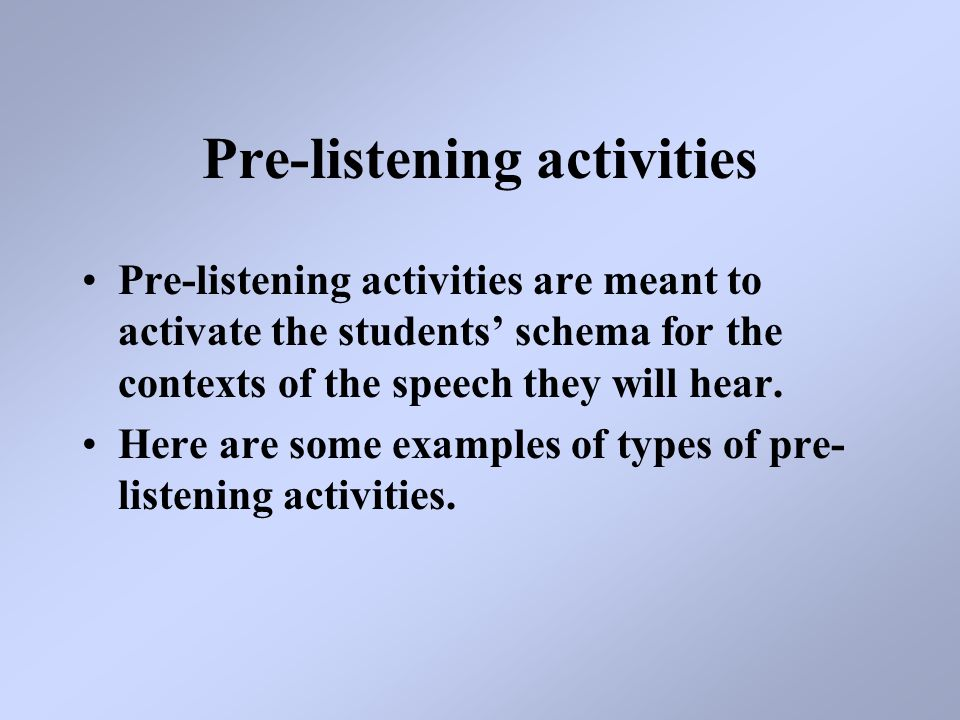 Pre-listening activities
• Pre-listening activities are meant to
activate the students’ schema for the
contexts of the speech they will hear.
• Here are some examples of types of pre-
listening activities.